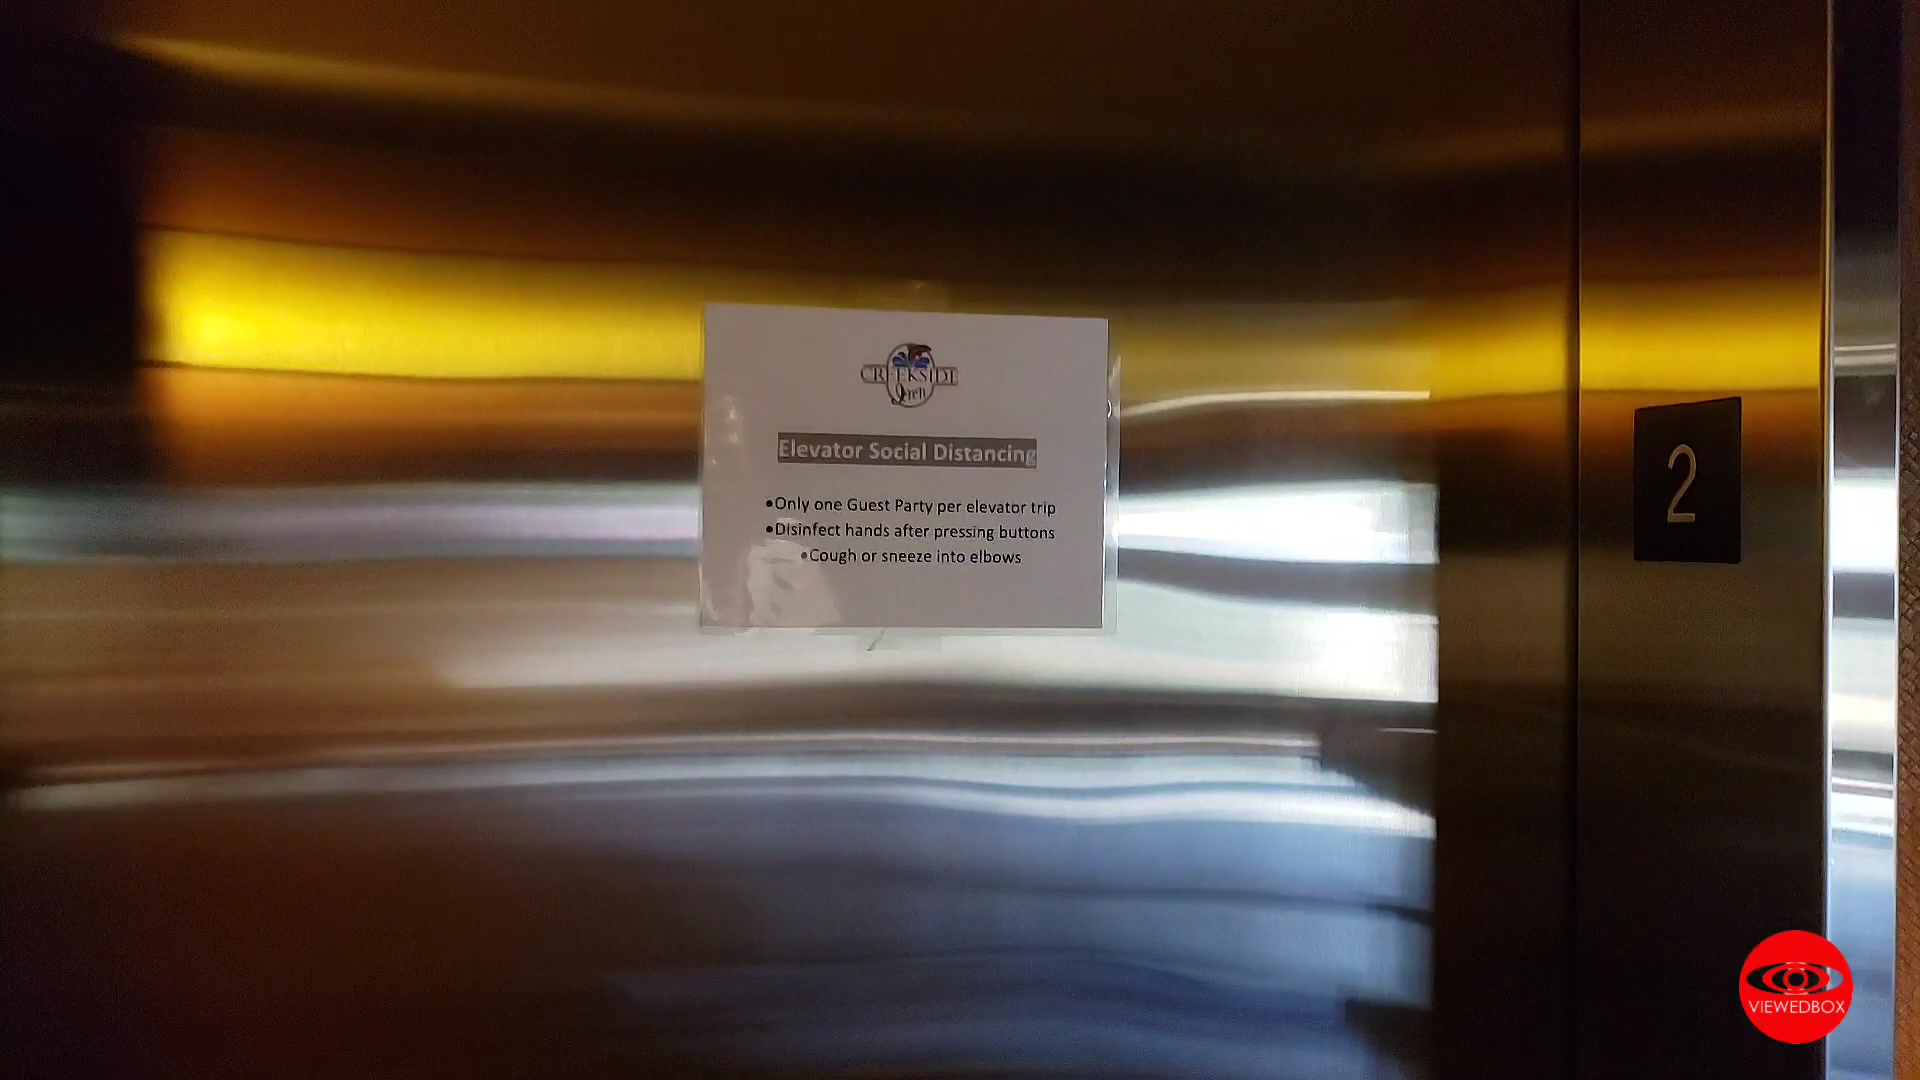 CREEKSIDE
Inn
Elevator Social Distancing
•Only one Guest Party per elevator trip
•Disinfect hands after pressing buttons
•Cough or sneeze into elbows
2
VIEWEDBOX